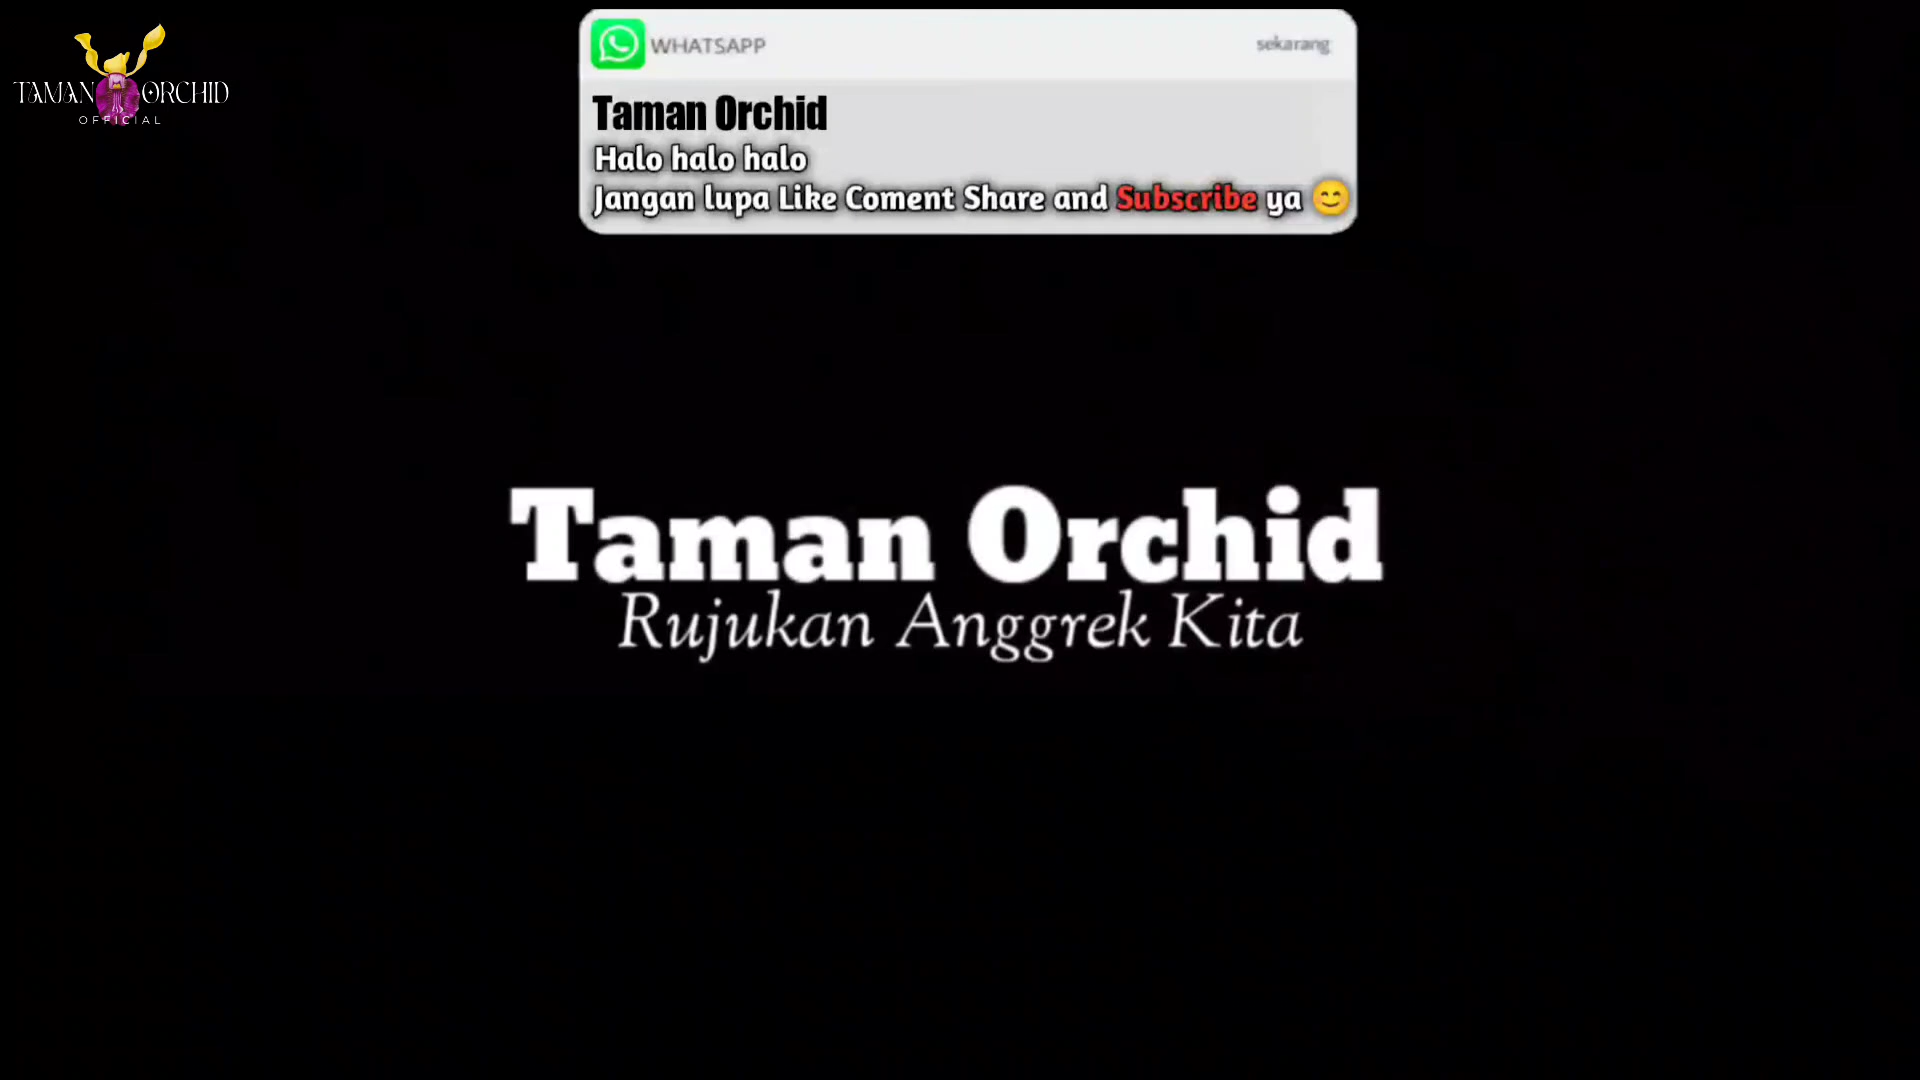 TAMAN ORCHID
OFFICIAL
WHATSAPP
sekarang
Taman Orchid
Halo halo halo
Jangan lupa Like Coment Share and Subscribe ya 😊
Taman Orchid
Rujukan Anggrek Kita